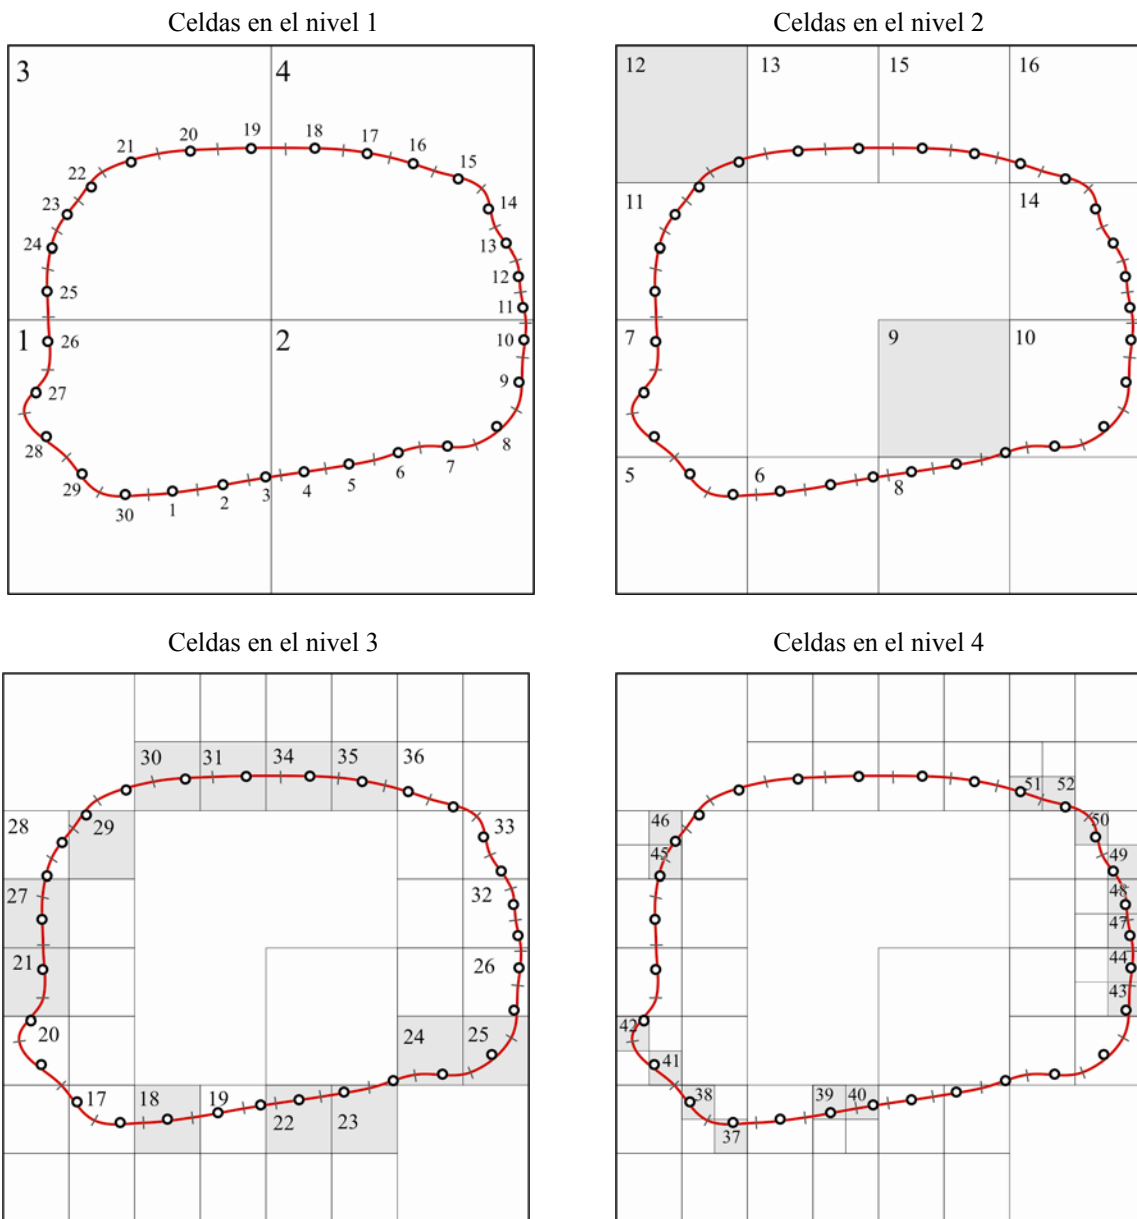 Celdas en el nivel 1
3 4
21 20 19 18 17 16 15
22
23 14
24 13
25 12
11
1 26 2 10
27 9
28 8
29 6 7
30 1 2 3 4 5
Celdas en el nivel 2
12 13 15 16
11 14
7 9 10
5 6 8
Celdas en el nivel 3
30 31 34 35 36
28 29 33
27 32
21 26
20 24 25
17 18 19 22 23
Celdas en el nivel 4
51 52
46 50
45 49
48
47
44
43
42
41
38 39 40
37